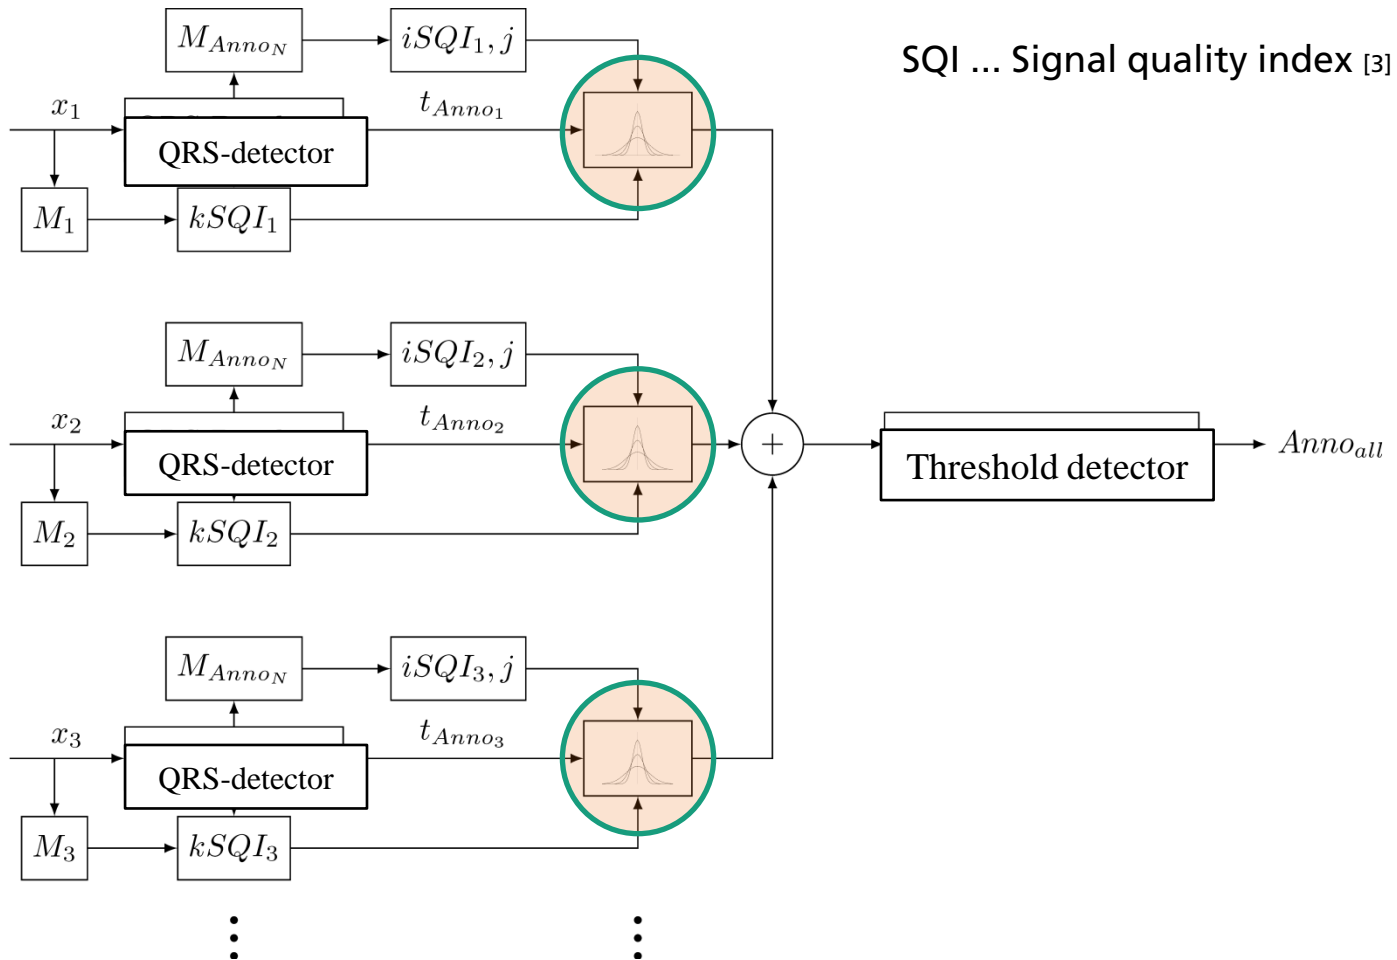 SQI ... Signal quality index [3]
M_{Anno_N}
iSQI_1, j
x_1
t_{Anno_1}
QRS-detector
M_1
kSQI_1
M_{Anno_N}
iSQI_2, j
x_2
t_{Anno_2}
QRS-detector
+
Threshold detector
Anno_{all}
M_2
kSQI_2
M_{Anno_N}
iSQI_3, j
x_3
t_{Anno_3}
QRS-detector
M_3
kSQI_3